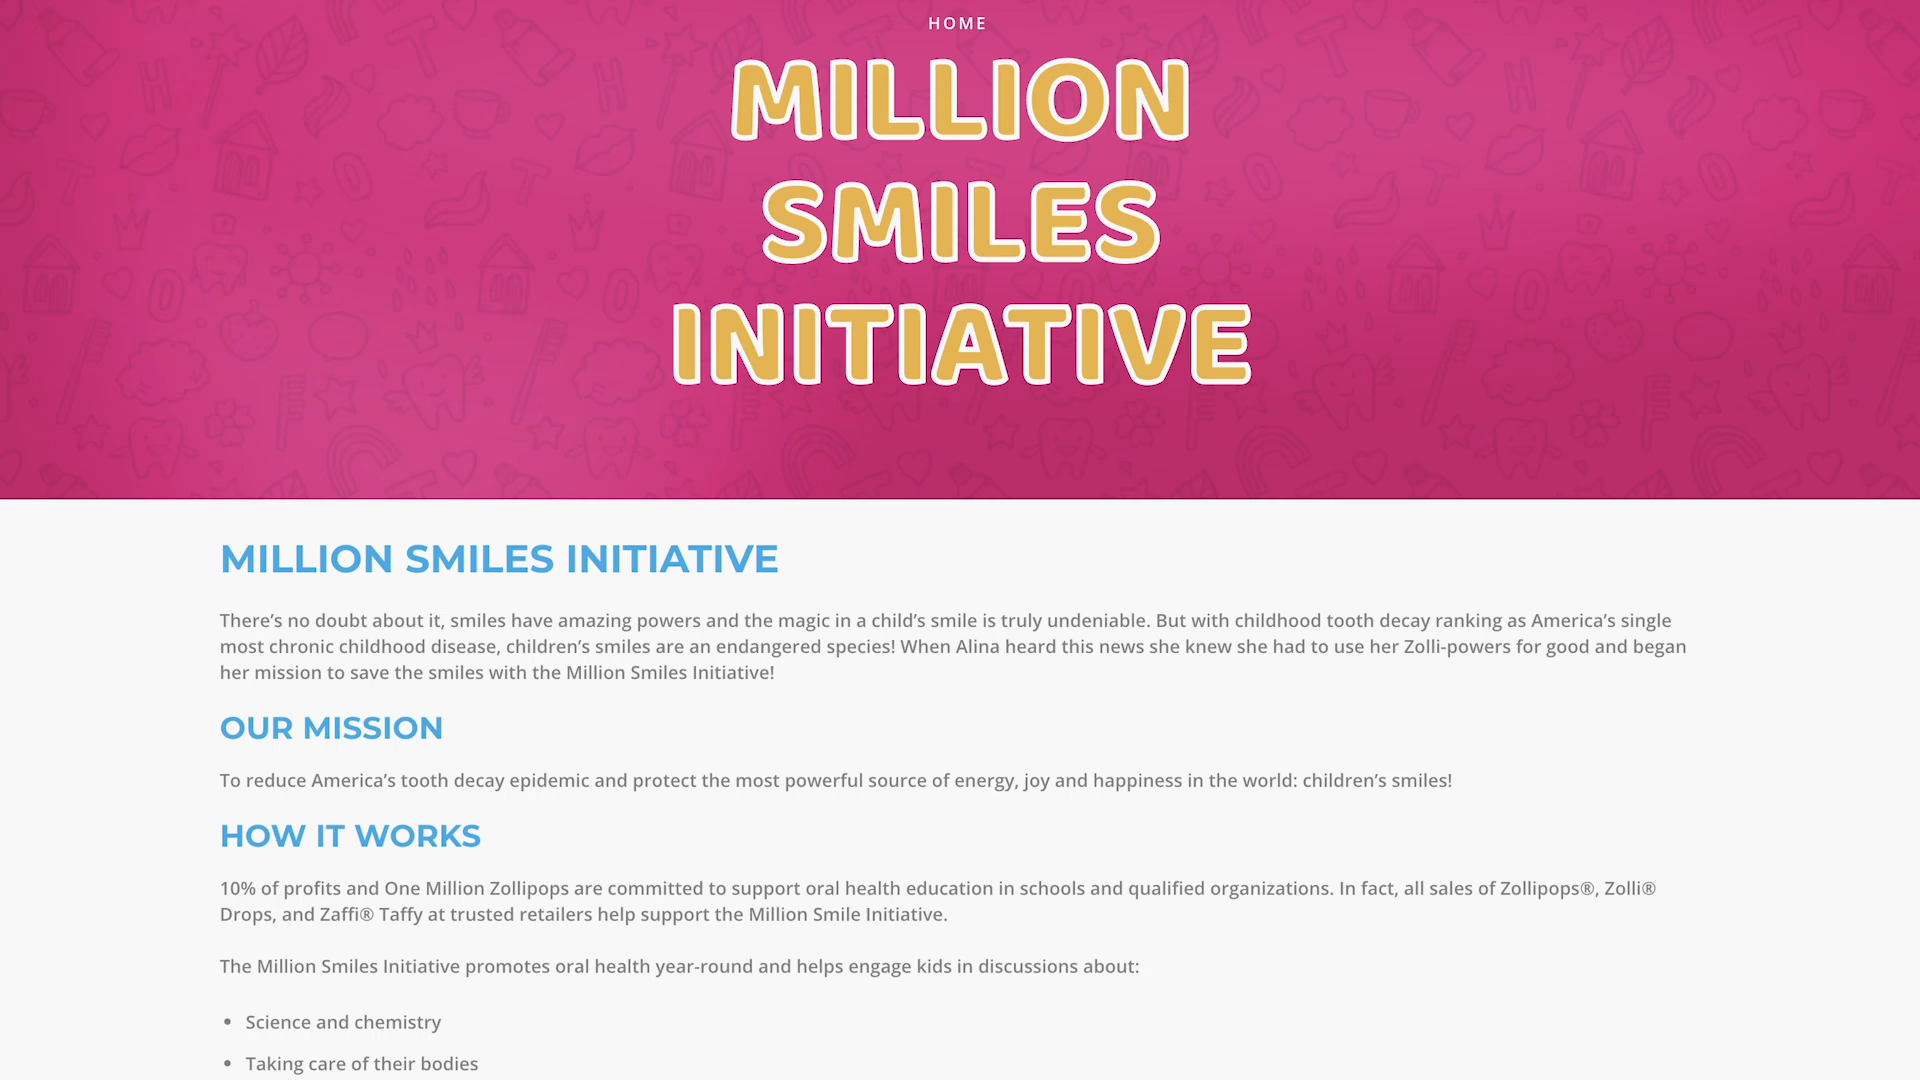 HOME
MILLION
SMILES
INITIATIVE
MILLION SMILES INITIATIVE
There’s no doubt about it, smiles have amazing powers and the magic in a child’s smile is truly undeniable. But with childhood tooth decay ranking as America’s single
most chronic childhood disease, children’s smiles are an endangered species! When Alina heard this news she knew she had to use her Zolli-powers for good and began
her mission to save the smiles with the Million Smiles Initiative!
OUR MISSION
To reduce America’s tooth decay epidemic and protect the most powerful source of energy, joy and happiness in the world: children’s smiles!
HOW IT WORKS
10% of profits and One Million Zollipops are committed to support oral health education in schools and qualified organizations. In fact, all sales of Zollipops®, Zolli®
Drops, and Zaffi® Taffy at trusted retailers help support the Million Smile Initiative.
The Million Smiles Initiative promotes oral health year-round and helps engage kids in discussions about:
• Science and chemistry
• Taking care of their bodies